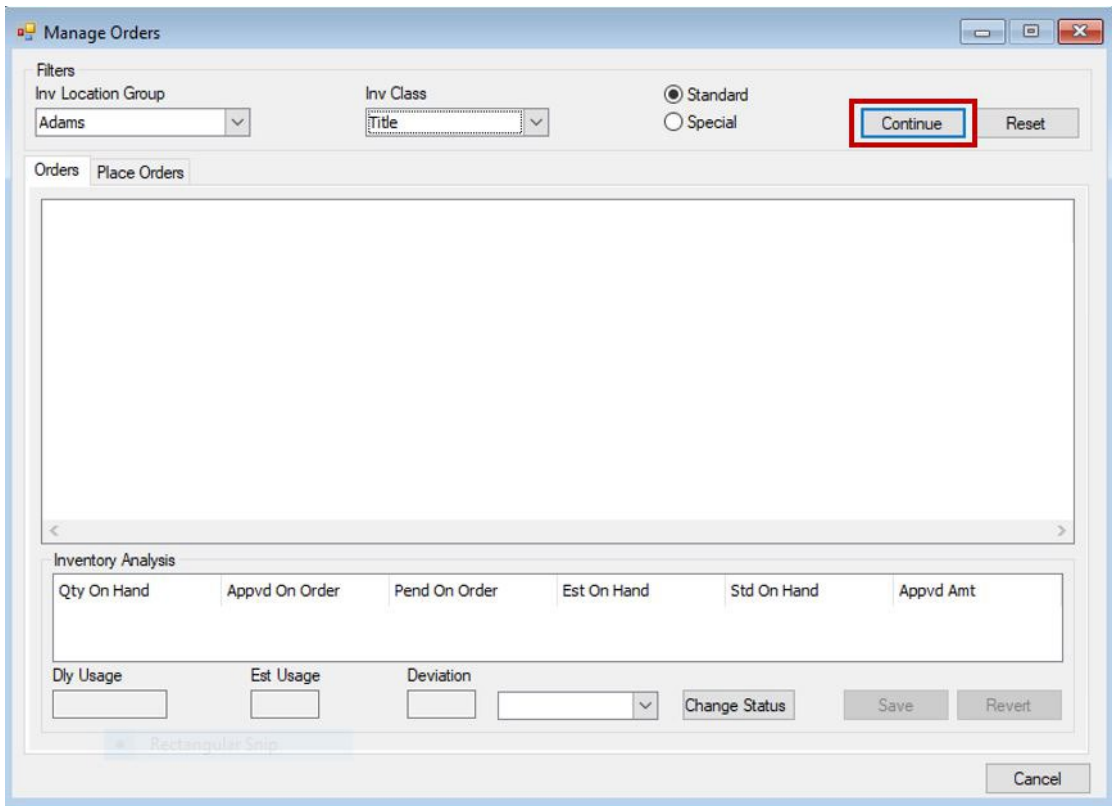 Manage Orders
Filters
Inv Location Group Inv Class Standard
Adams Title Special Continue Reset
Orders Place Orders
Inventory Analysis
Qty On Hand Appvd On Order Pend On Order Est On Hand Std On Hand Appvd Amt
Dly Usage Est Usage Deviation
Change Status Save Revert
Rectangular Snip
Cancel